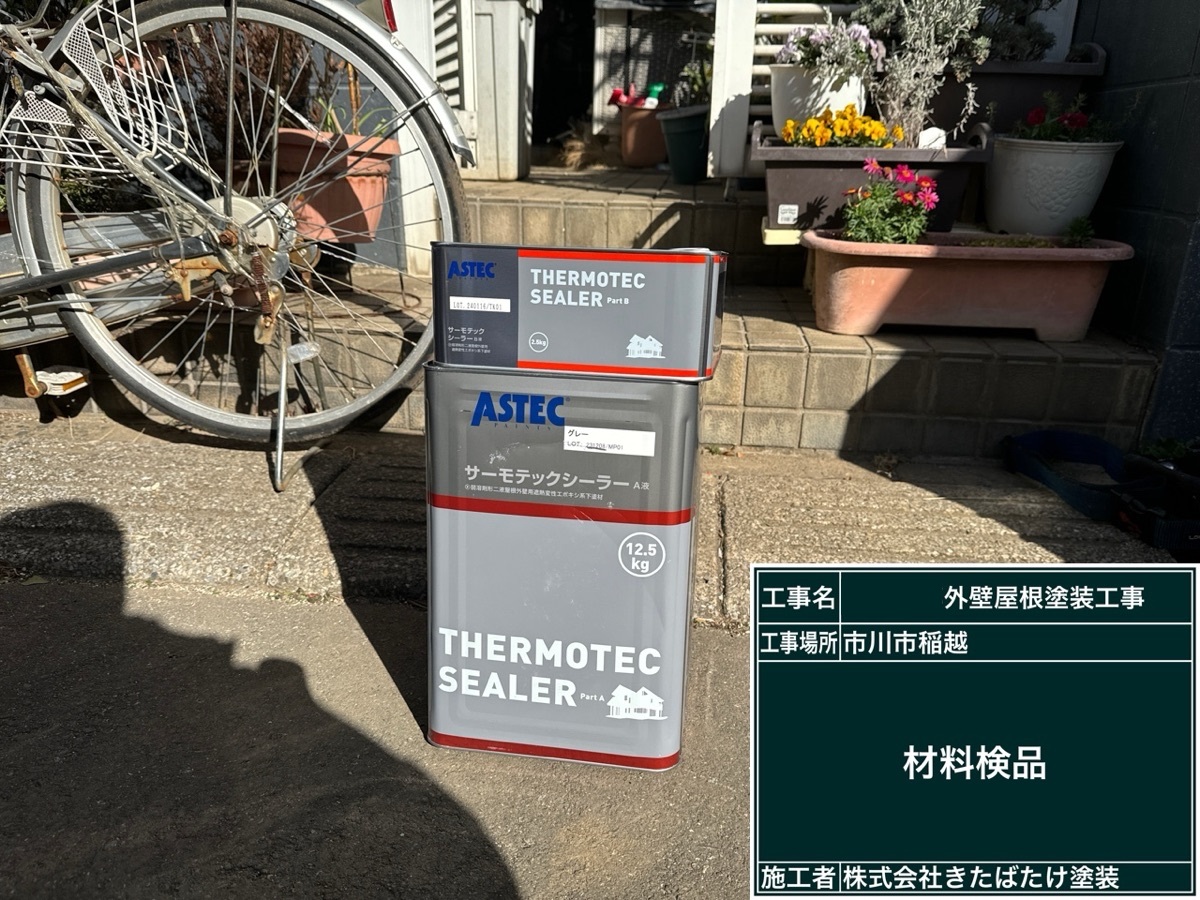 ASTEC
THERMOTEC
SEALER Part B
サーモテック
シーラー B液
2.5kg
ASTEC
PAINTS
グレー
サーモテックシーラー A液
12.5
kg
THERMOTEC
SEALER Part A
工事名 外壁屋根塗装工事
工事場所 市川市稲越
材料検品
施工者 株式会社きたばたけ塗装